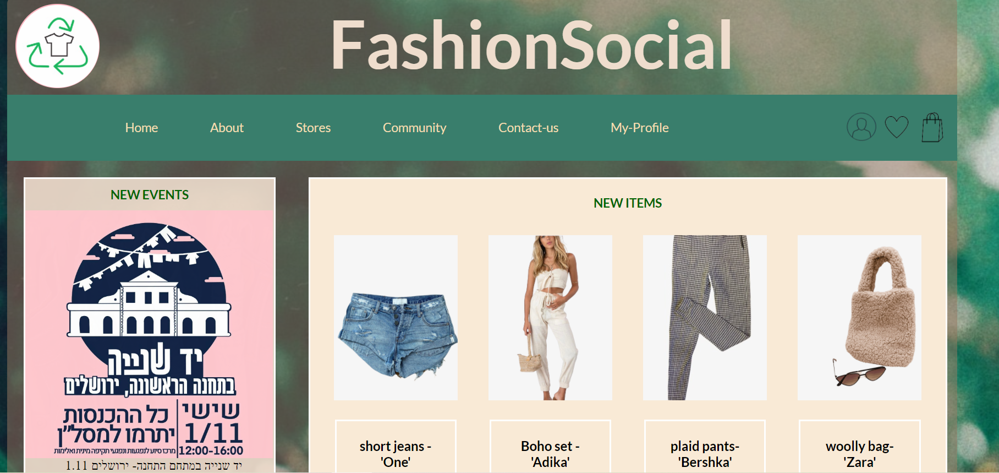 FashionSocial
Home About Stores Community Contact-us My-Profile
NEW EVENTS
יד שנייה
בתחנה הראשונה, ירושלים
שישי
1/11
12:00-16:00
כל ההכנסות
יתרמו למסל"ן
מרכז סיוע לנפגעות ונפגעי תקיפה מינית ואלימות
יד שנייה במתחם התחנה- ירושלים 1.11
NEW ITEMS
short jeans -
'One'
Boho set -
'Adika'
plaid pants-
'Bershka'
woolly bag-
'Zara'